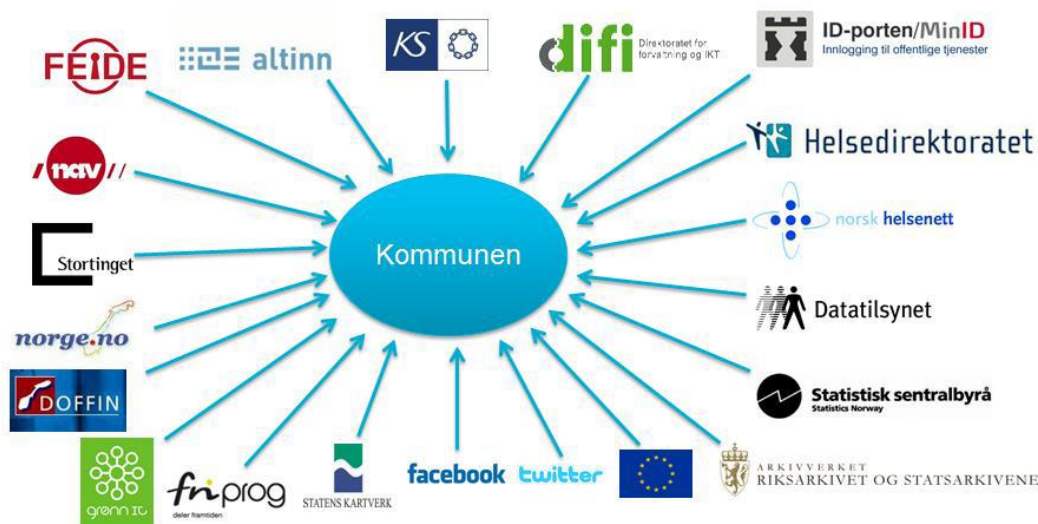 FEIDE
altinn
KS
difi
Direktoratet for
forvaltning og IKT
ID-porten/MinID
Innlogging til offentlige tjenester
nav
Helsedirektoratet
norsk helsenett
Stortinget
Kommunen
Datatilsynet
norge.no
DOFFIN
Statistisk sentralbyrå
Statistics Norway
grønn IT
friprog
deler framtiden
STATENS KARTVERK
facebook
twitter
ARKIVVERKET
RIKSARKIVET OG STATSARKIVENE